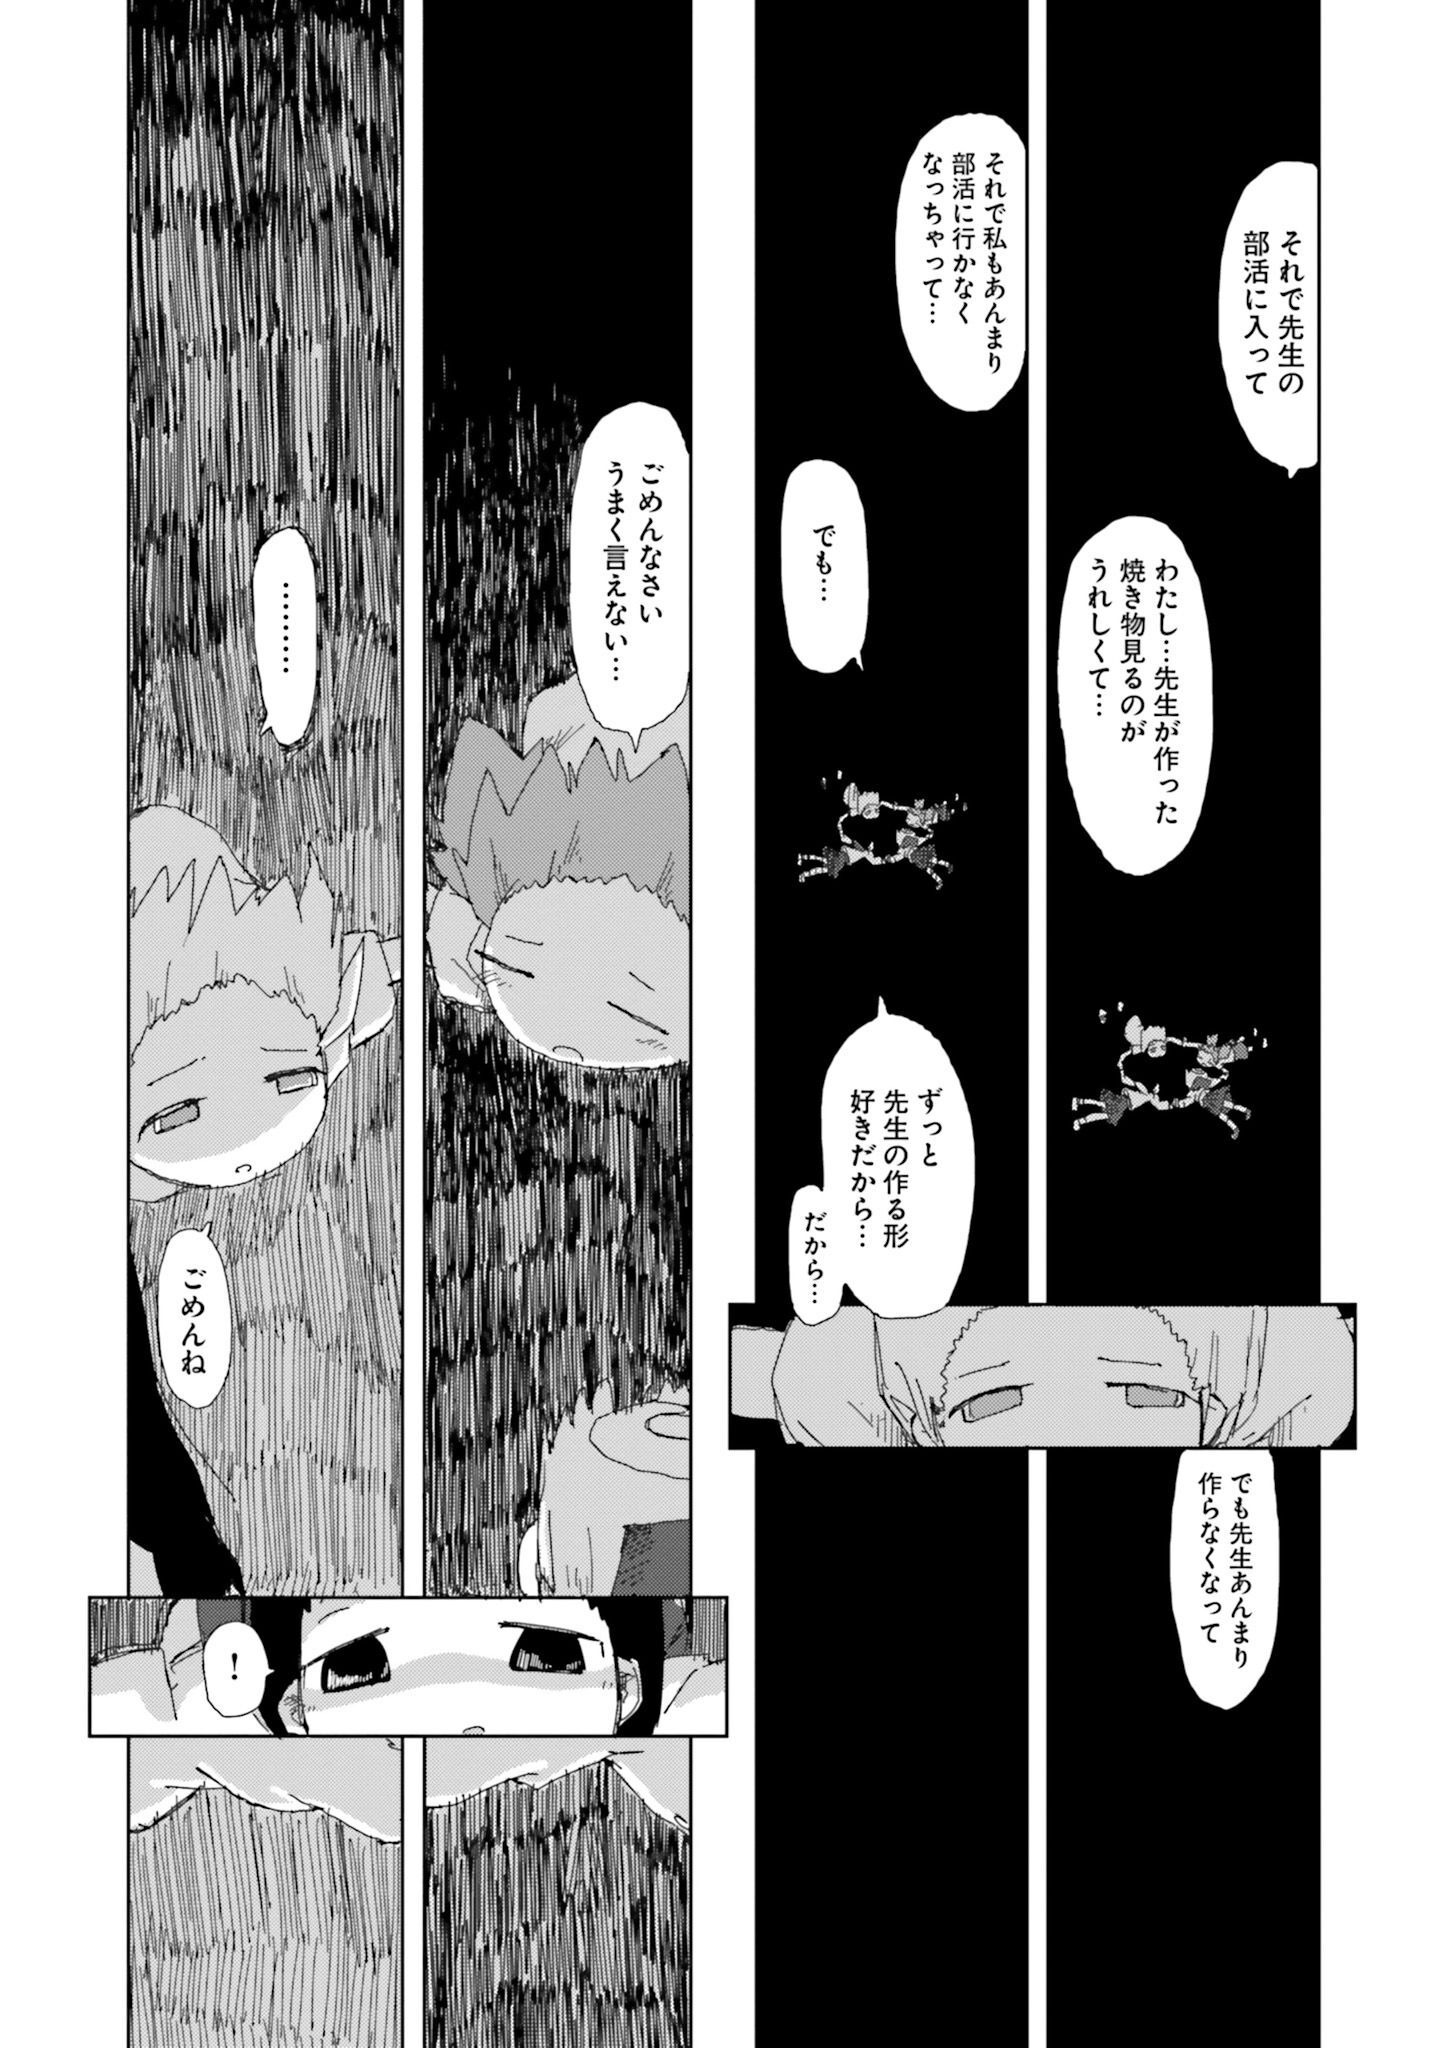 それで先生の
部活に入って
わたし…先生が作った
焼き物見るのが
うれしくて…
でも先生あんまり
作らなくなって
それで私もあんまり
部活に行かなく
なっちゃって…
でも…
ずっと
先生の作る形
好きだから…
だから…
ごめんなさい
うまく言えない…
………
ごめんね
！